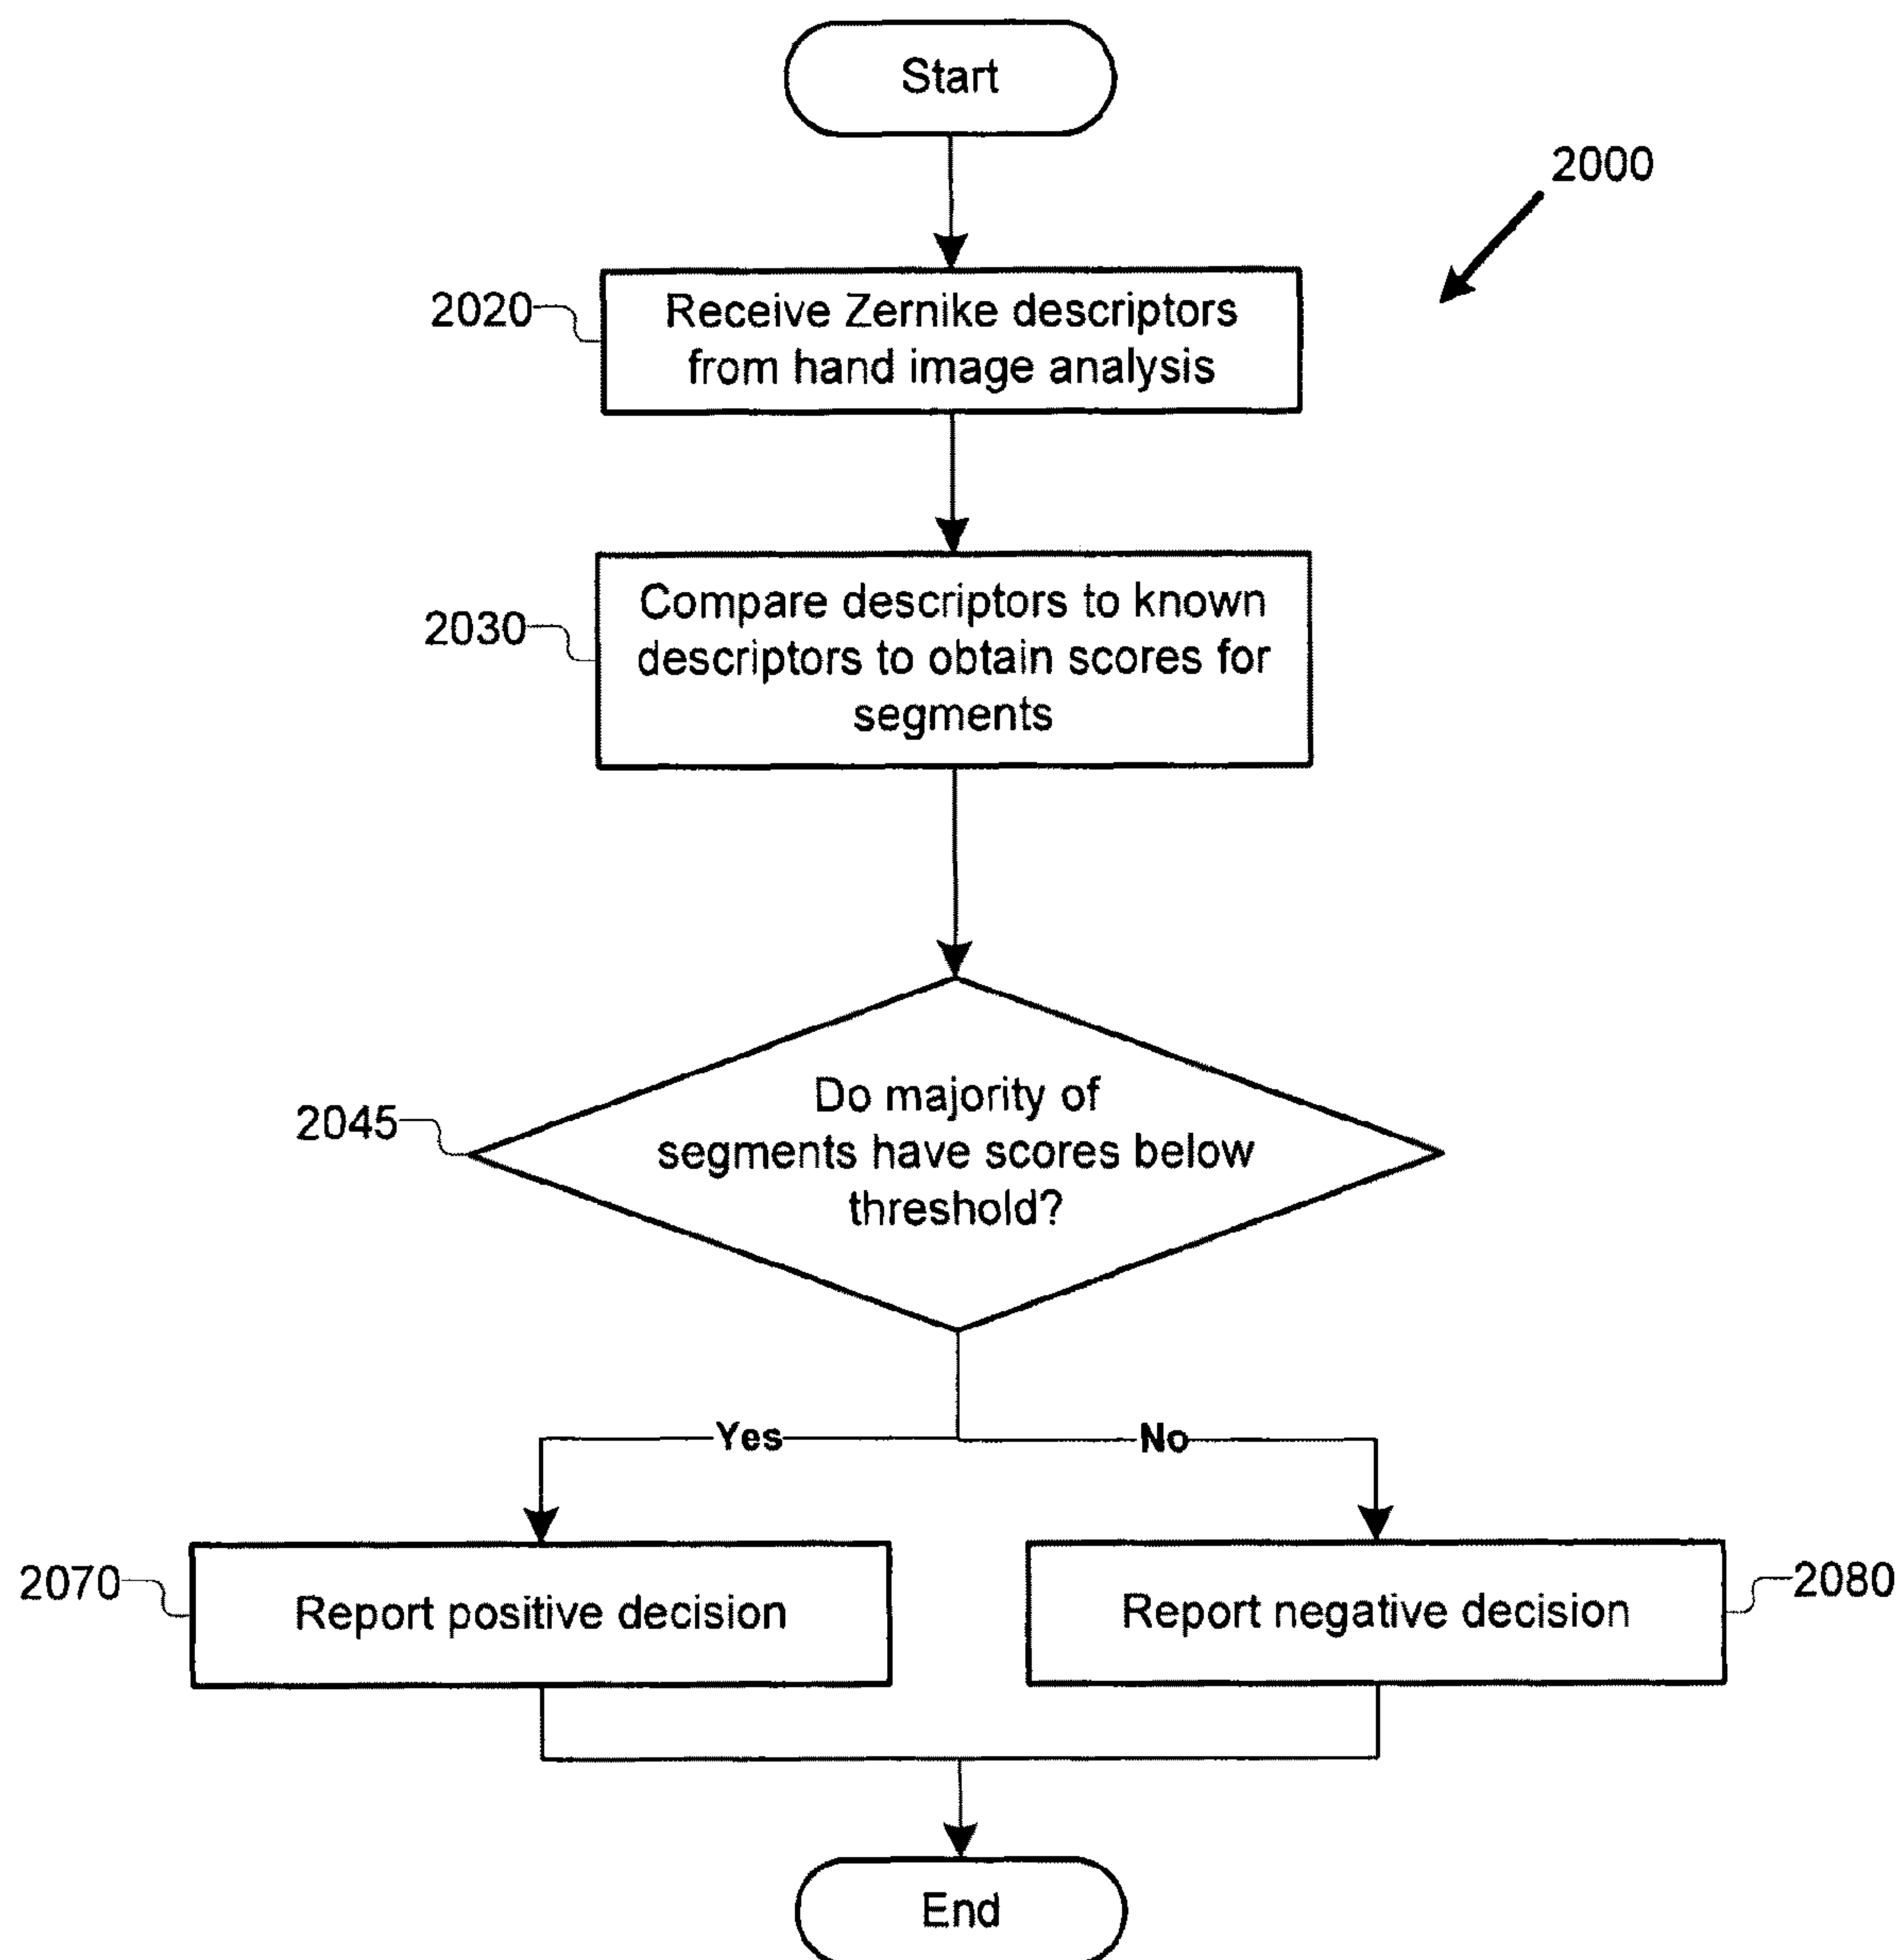 Start
2000
2020
Receive Zernike descriptors
from hand image analysis
2030
Compare descriptors to known
descriptors to obtain scores for
segments
2045
Do majority of
segments have scores below
threshold?
Yes
No
2070
Report positive decision
Report negative decision
2080
End